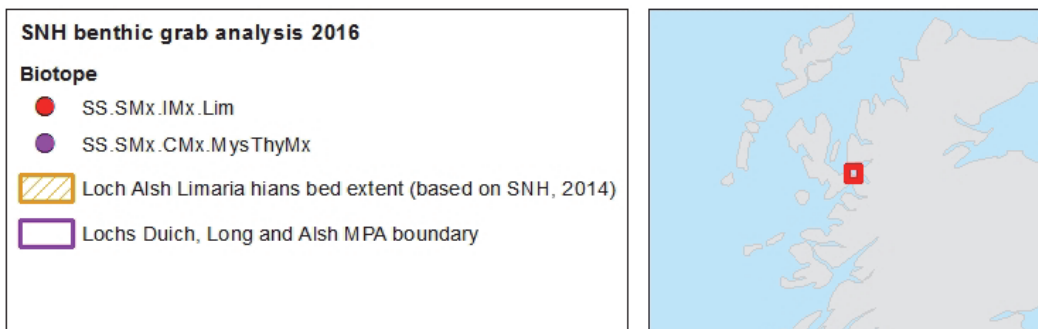 SNH benthic grab analysis 2016
Biotope
SS.SMx.IMx.Lim
SS.SMx.CMx.MysThyMx
Loch Alsh Limaria hians bed extent (based on SNH, 2014)
Lochs Duich, Long and Alsh MPA boundary